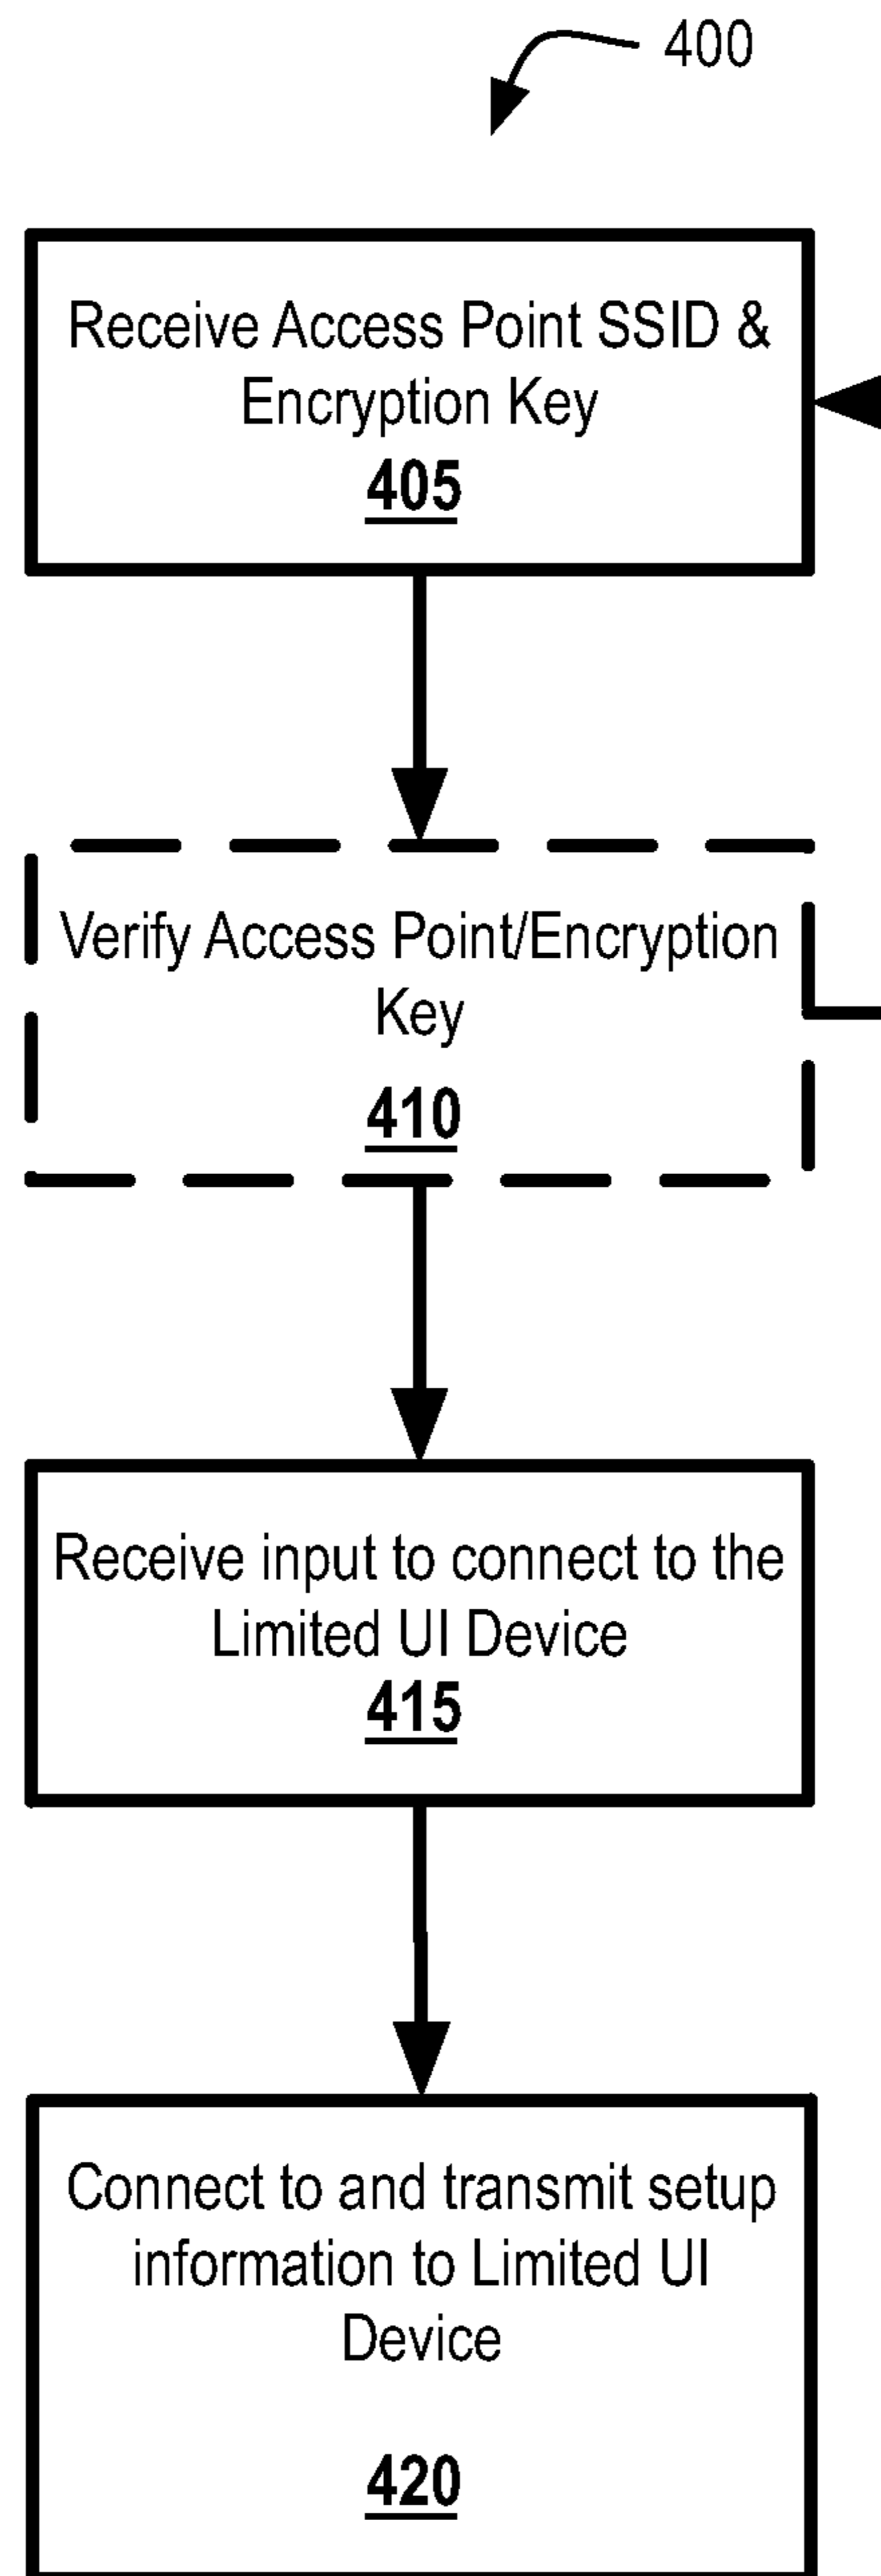 400
Receive Access Point SSID &
Encryption Key
405
Verify Access Point/Encryption
Key
410
Receive input to connect to the
Limited UI Device
415
Connect to and transmit setup
information to Limited UI
Device
420